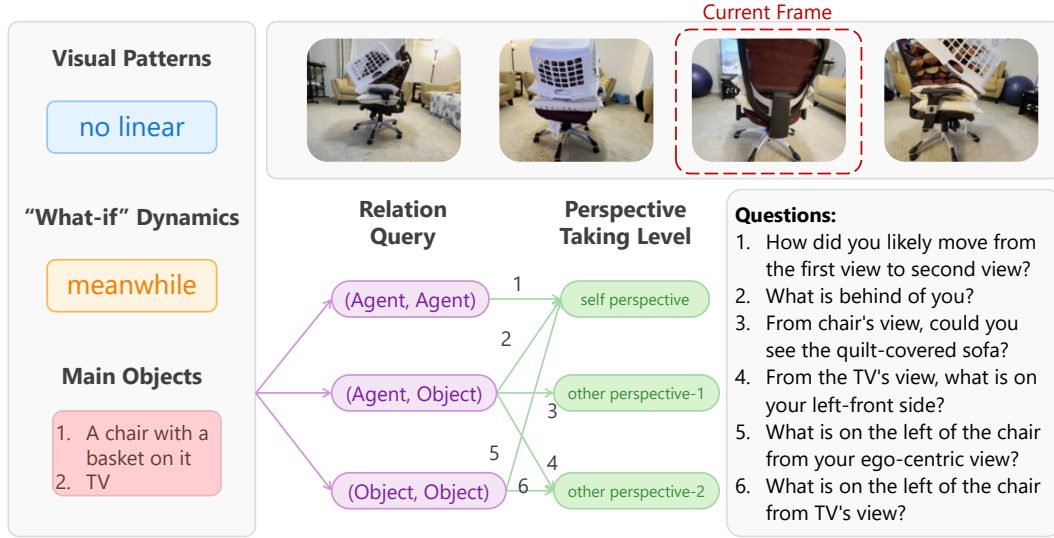 Current Frame
Visual Patterns
no linear
“What-if” Dynamics
meanwhile
Main Objects
1. A chair with a
basket on it
2. TV
Relation
Query
Perspective
Taking Level
(Agent, Agent)
(Agent, Object)
(Object, Object)
1
2
3
4
5
6
self perspective
other perspective-1
other perspective-2
Questions:
1. How did you likely move from
the first view to second view?
2. What is behind of you?
3. From chair's view, could you
see the quilt-covered sofa?
4. From the TV's view, what is on
your left-front side?
5. What is on the left of the chair
from your ego-centric view?
6. What is on the left of the chair
from TV's view?